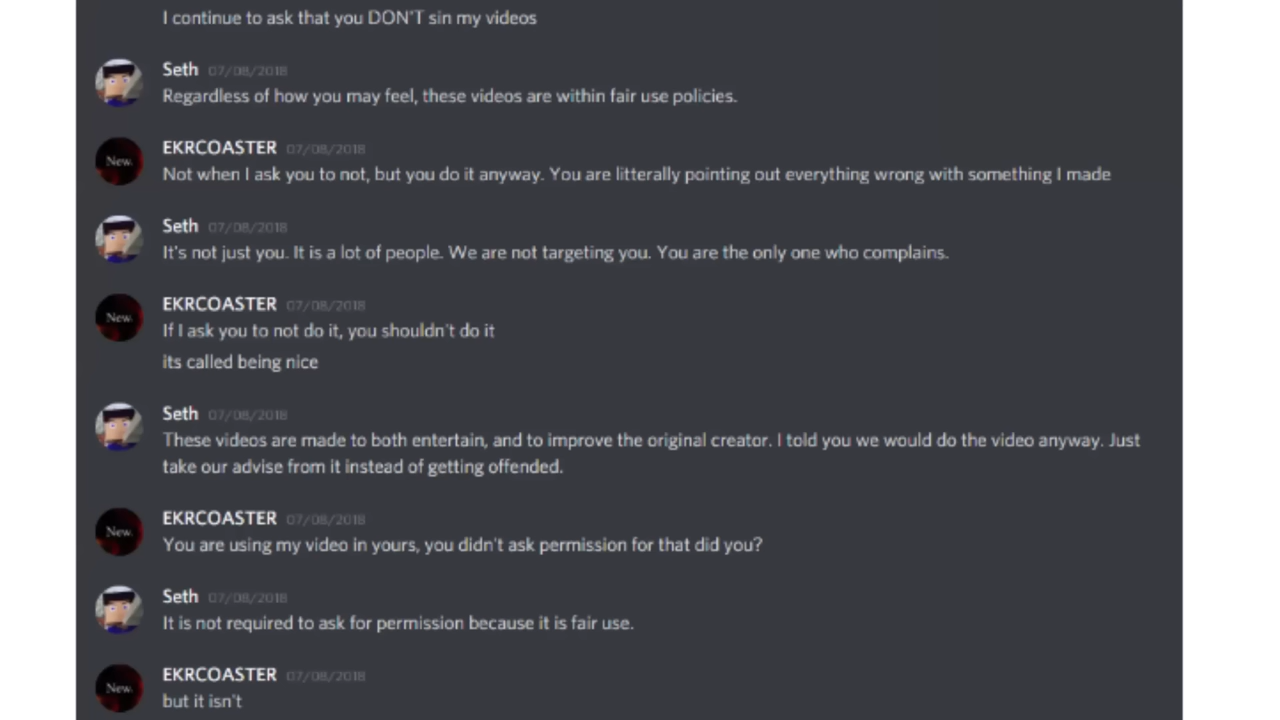 I continue to ask that you DON'T sin my videos
Seth 07/08/2018
Regardless of how you may feel, these videos are within fair use policies.
EKRCOASTER 07/08/2018
New.
Not when I ask you to not, but you do it anyway. You are litterally pointing out everything wrong with something I made
Seth 07/08/2018
It's not just you. It is a lot of people. We are not targeting you. You are the only one who complains.
EKRCOASTER 07/08/2018
New.
If I ask you to not do it, you shouldn't do it
its called being nice
Seth 07/08/2018
These videos are made to both entertain, and to improve the original creator. I told you we would do the video anyway. Just
take our advise from it instead of getting offended.
EKRCOASTER 07/08/2018
New.
You are using my video in yours, you didn't ask permission for that did you?
Seth 07/08/2018
It is not required to ask for permission because it is fair use.
EKRCOASTER 07/08/2018
New.
but it isn't